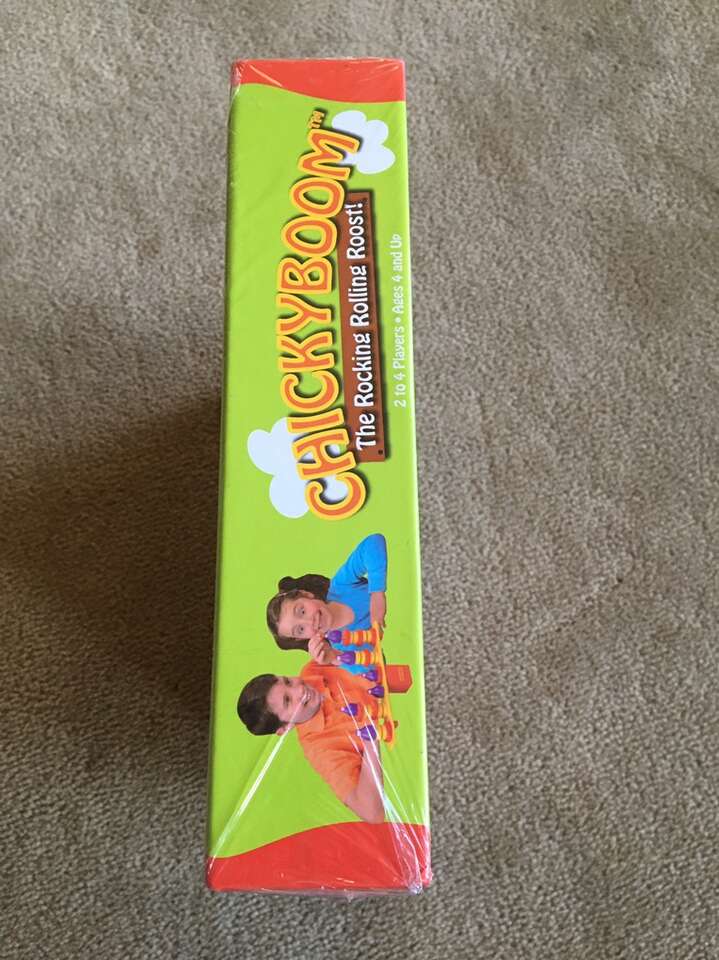 CHICKYBOOM™
The Rocking Rolling Roost!
2 to 4 Players • Ages 4 and Up